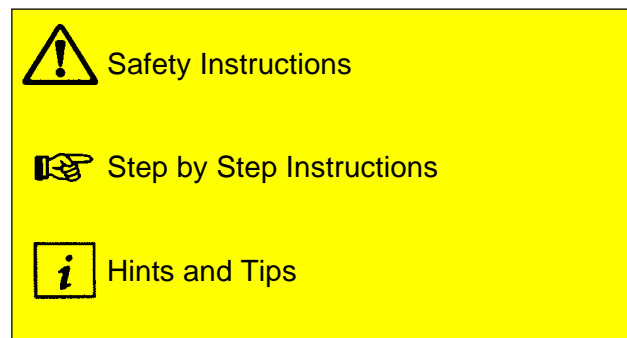 Safety Instructions
Step by Step Instructions
i Hints and Tips